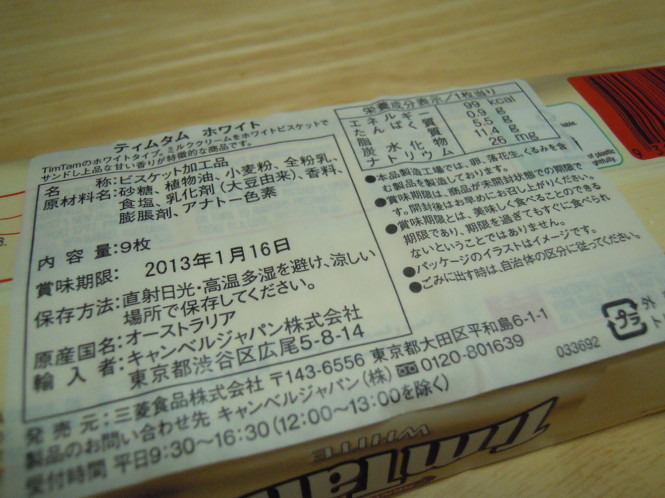 ティムタム ホワイト
TimTamのホワイトタイプ。ミルククリームをホワイトビスケットで
サンドし上品な甘い香りが特徴的な商品です。
名 称:ビスケット加工品
原材料名:砂糖、植物油、小麦粉、全粉乳、
食塩、乳化剤(大豆由来)、香料、
膨脹剤、アナトー色素
内 容 量:9枚
賞味期限: 2013年1月16日
保存方法:直射日光・高温多湿を避け、涼しい
場所で保存してください。
原産国名:オーストラリア
輸 入 者:キャンベルジャパン株式会社
東京都渋谷区広尾5-8-14
発 売 元:三菱食品株式会社 〒143-6556 東京都大田区平和島6-1-1
製品のお問い合わせ先 キャンベルジャパン(株) 0120-801639
受付時間 平日9:30~16:30(12:00~13:00を除く)
栄養成分表示/1枚当り
エネルギー 99 kcal
たんぱく質 0.9 g
脂 質 5.5 g
炭水化物 11.4 g
ナトリウム 26 mg
●本品製造工場では、卵、落花生、くるみを含
む製品を製造しております。
●賞味期限は、商品が未開封状態での期限で
す。開封後はお早めにお召し上がりください。
●賞味期限とは、美味しく食べることのでき
る期限であり、期限を過ぎてもすぐに食べられ
ないということではありません。
●パッケージのイラストはイメージです。
●ごみに出す時は、自治体の区分に従ってください。
プラ
外
ト
033692
WHITE
TimTam